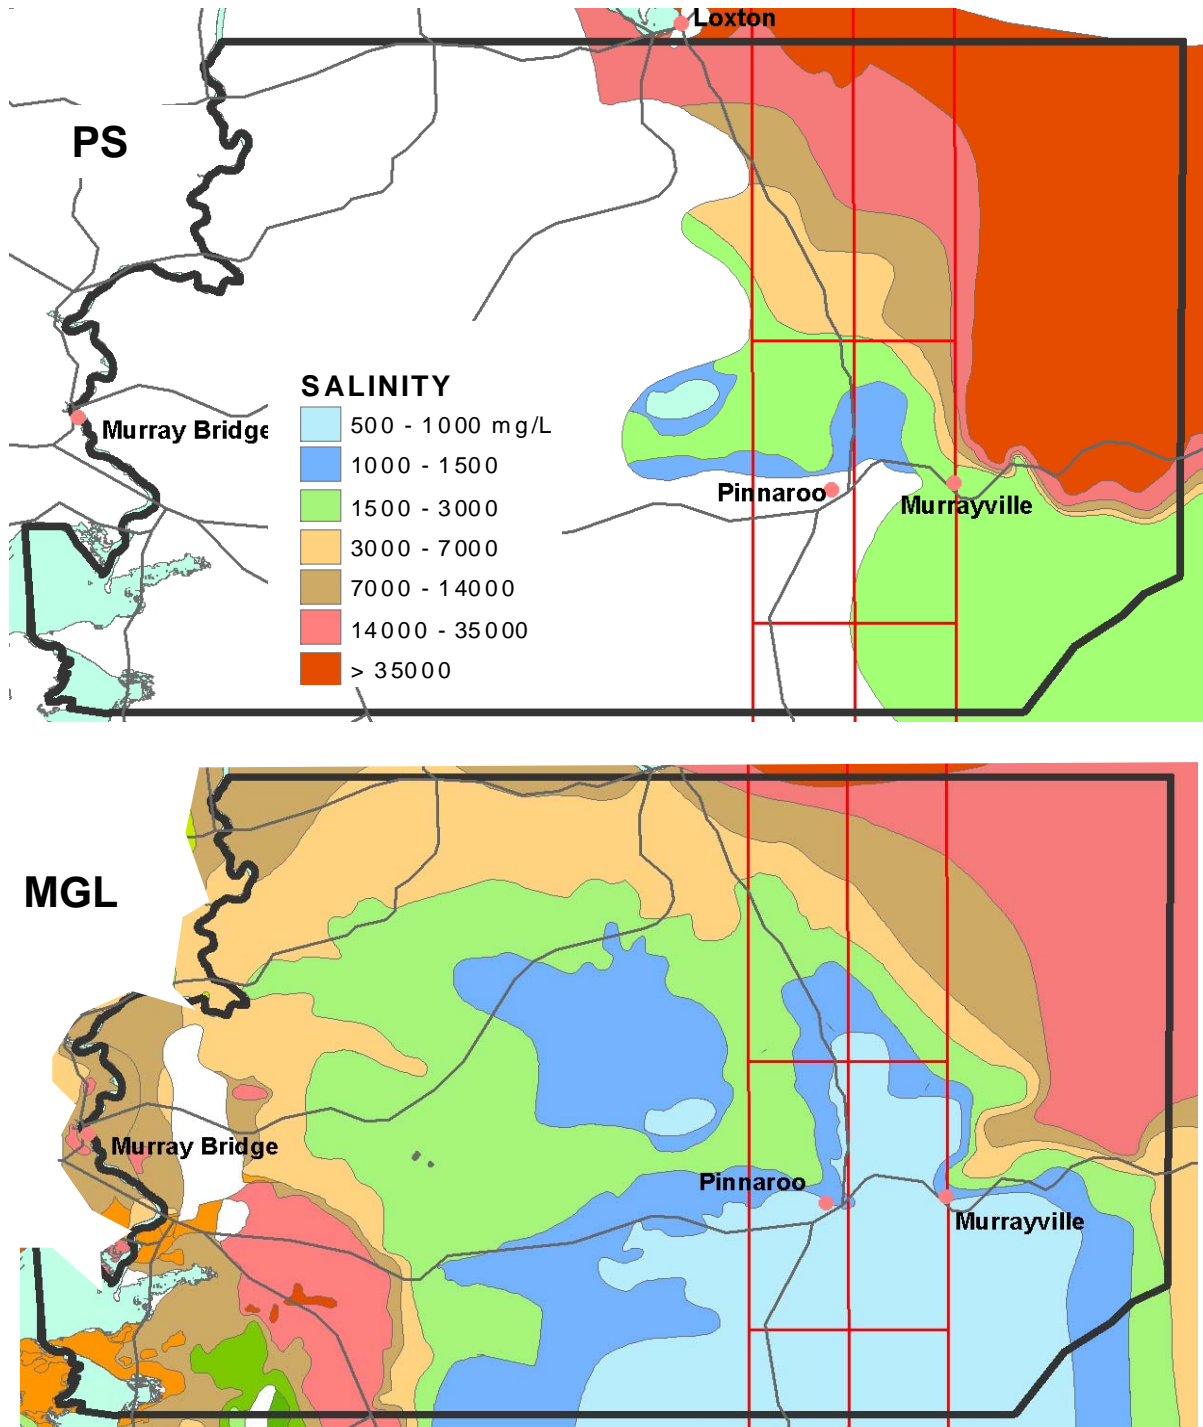 Loxton
PS
SALINITY
500 - 1000 mg/L
1000 - 1500
1500 - 3000
3000 - 7000
7000 - 14000
14000 - 35000
> 35000
Murray Bridge
Pinnaroo
Murrayville
MGL
Murray Bridge
Pinnaroo
Murrayville